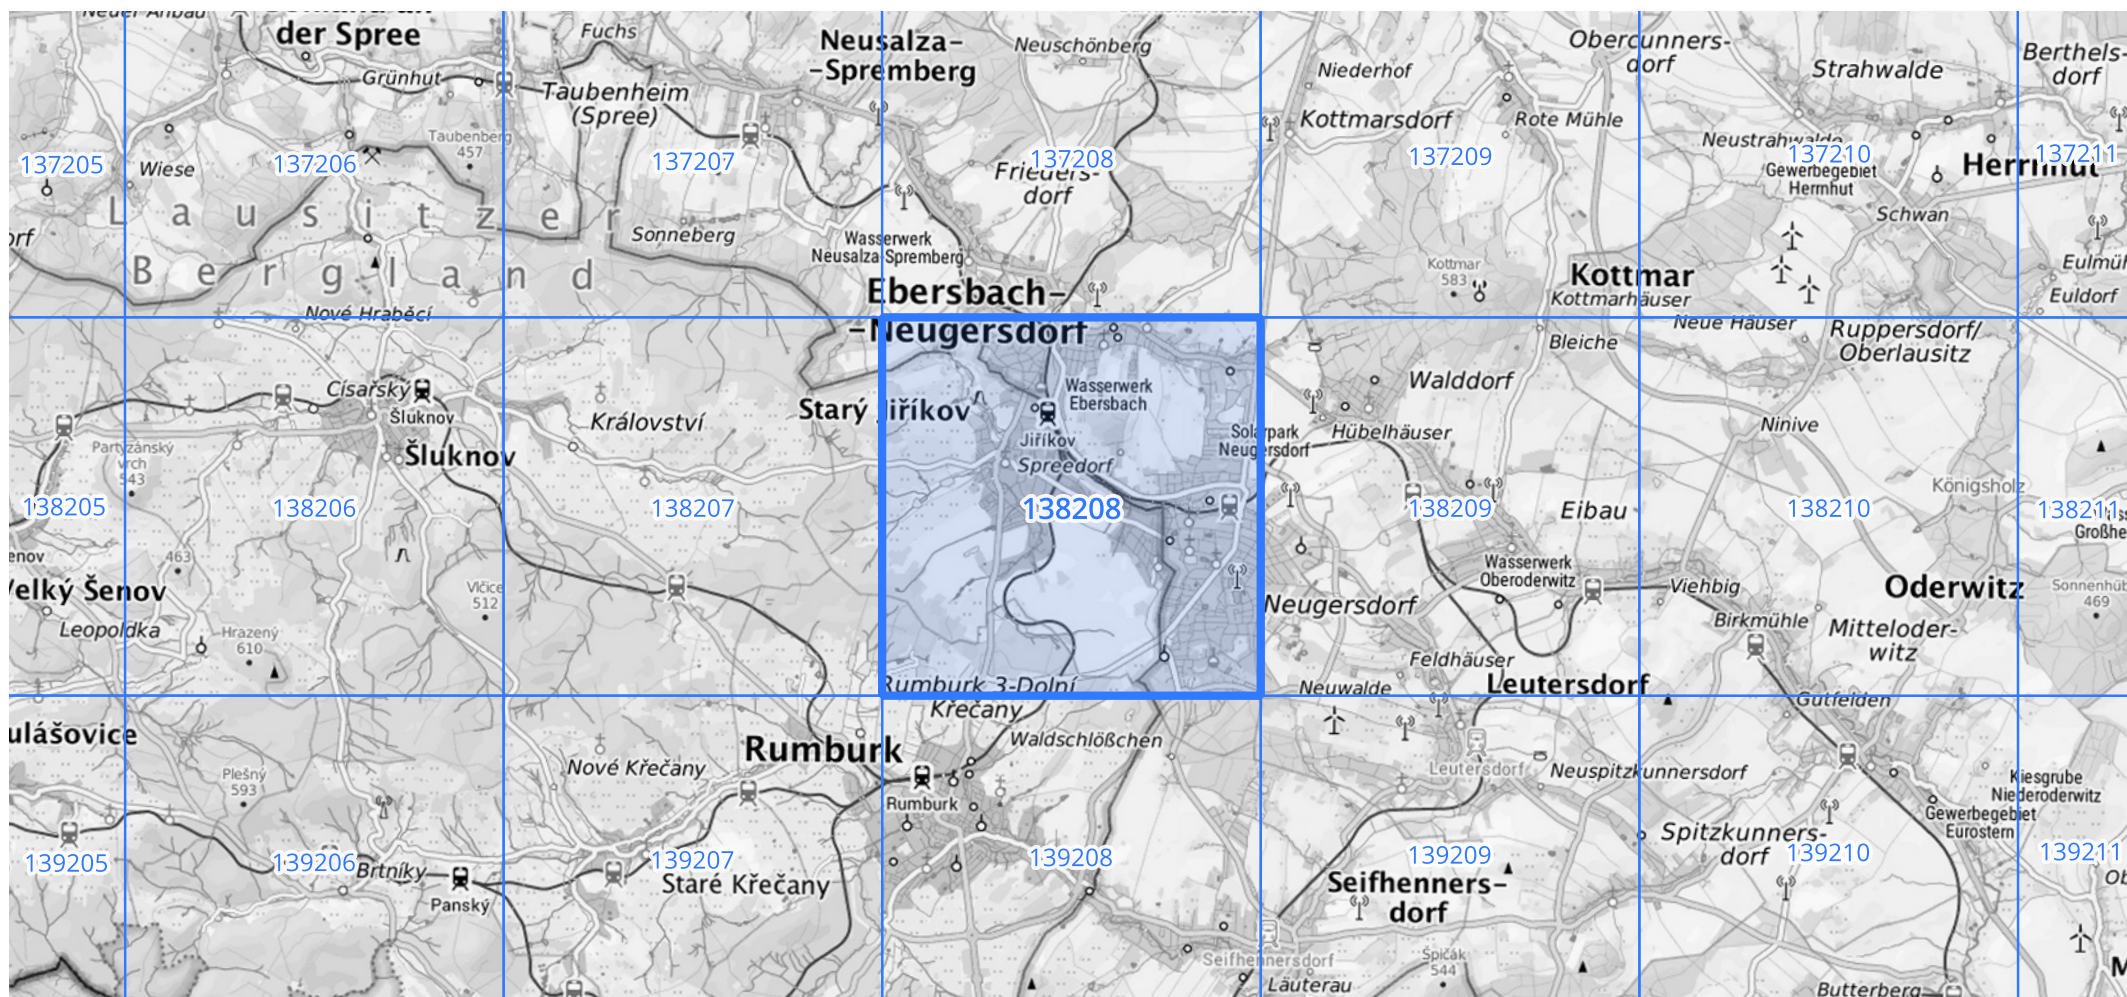 der Spree
Fuchs
Neusalza-
-Spremberg
Neuschönberg
Niederhof
Obercunners-
dorf
Strahwalde
Berthels-
dorf
Grünhut
Taubenheim
(Spree)
Kottmarsdorf
Rote Mühle
Taubenberg
457
Neustrahwalde
137205
Wiese
137206
137207
137208
137209
137210
137211
Gewerbegebiet
Herrnhut
Herrnhut
Frieders-
dorf
Lausitzer
Bergland
Schwan
Sonneberg
Wasserwerk
Neusalza-Spremberg
Kottmar
583
Kottmar
Kottmarhäuser
Euldorf
Ebersbach-
-Neugersdorf
Nové Hraběcí
Neue Häuser
Ruppersdorf/
Oberlausitz
Bleiche
Císařský
Šluknov
Šluknov
Království
Starý Jiříkov
Wasserwerk
Ebersbach
Walddorf
Hübelhäuser
Ninive
Jiříkov
Spreedorf
Solarpark
Neugersdorf
Partyzánský
vrch
543
Königsholz
138205
138206
138207
138208
138209
138210
138211
Eibau
463
Velký Šenov
Leopoldka
Vlčice
512
Hrazený
610
Wasserwerk
Oberoderwitz
Neugersdorf
Viehbig
Birkmühle
Oderwitz
Mitteloder-
witz
469
Feldhäuser
Neuwalde
Leutersdorf
Rumburk 3-Dolní
Křečany
Gutfelden
Waldschlößchen
Rumburk
Rumburk
Nové Křečany
Plešný
593
Leutersdorf
Neuspitzkunnersdorf
Kiesgrube
Niederoderwitz
Gewerbegebiet
Eurostern
Spitzkunners-
dorf
139205
139206
139207
139208
139209
139210
139211
Brtníky
Panský
Staré Křečany
Seifhenners-
dorf
Seifhennersdorf
Läuterau
Špičák
544
Butterberg